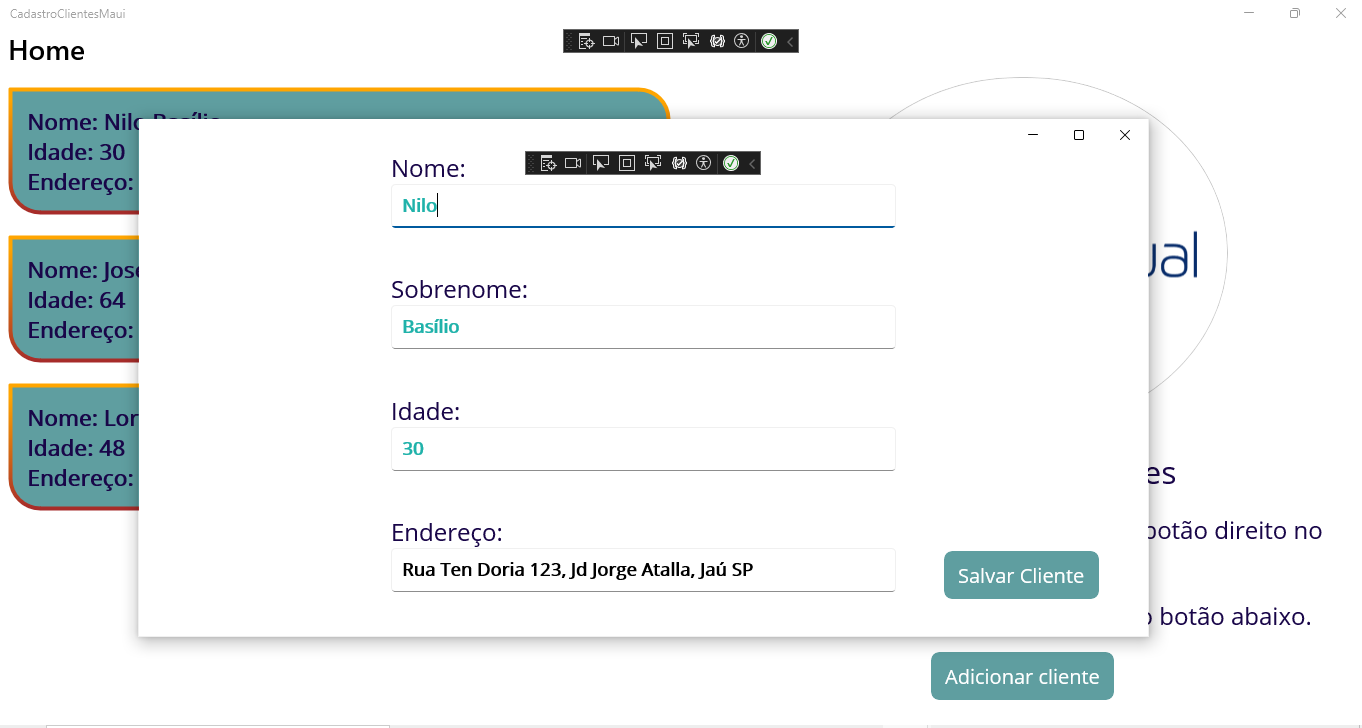 CadastroClientesMaui
Home
Nome: Nilo Basílio
Idade: 30
Endereço:
Nome: José
Idade: 64
Endereço:
Nome: Lor
Idade: 48
Endereço:
Nome:
Nilo
Sobrenome:
Basílio
Idade:
30
Endereço:
Rua Ten Doria 123, Jd Jorge Atalla, Jaú SP
Salvar Cliente
ual
es
botão direito no
o botão abaixo.
Adicionar cliente